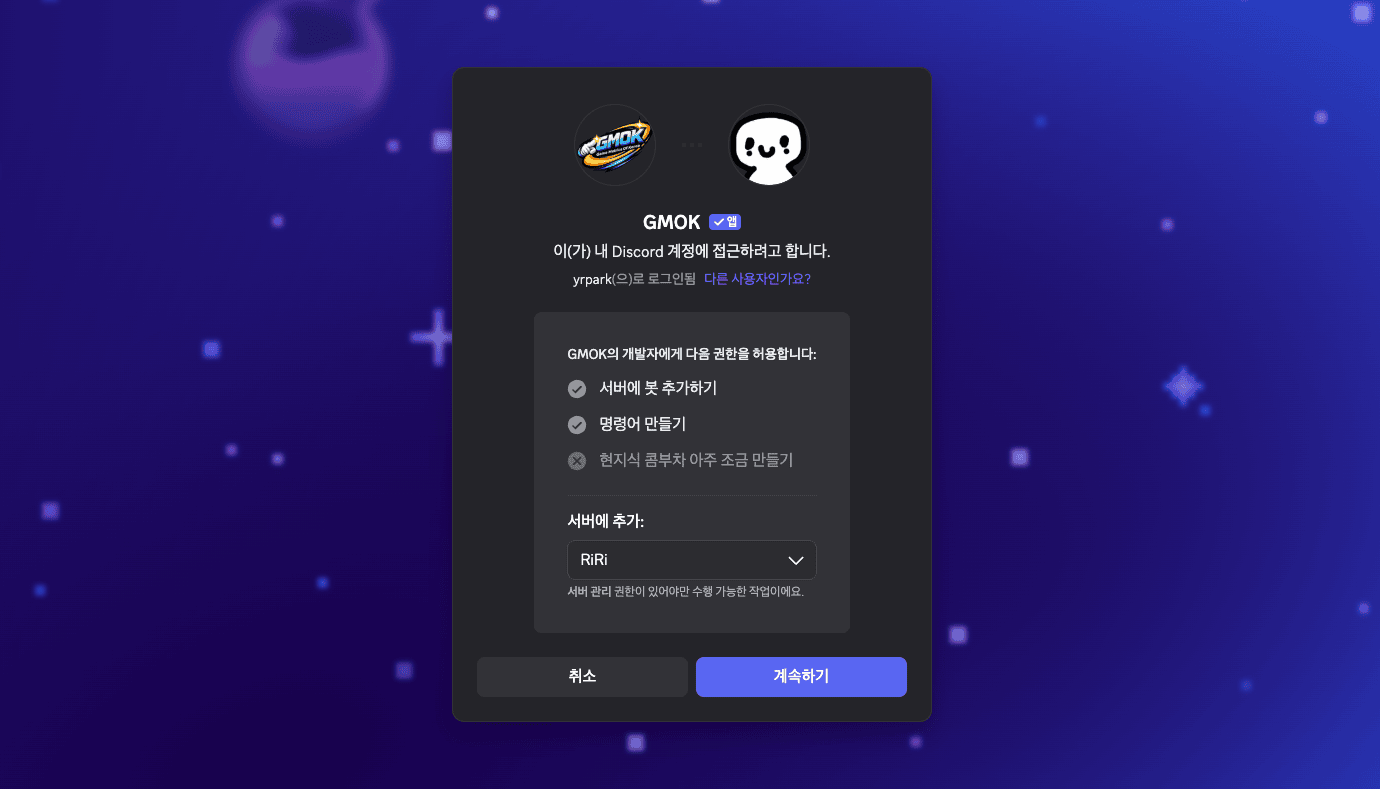 GMOK
Game Makers Of Korea
GMOK 앱
이(가) 내 Discord 계정에 접근하려고 합니다.
yrpark(으)로 로그인됨 다른 사용자인가요?
GMOK의 개발자에게 다음 권한을 허용합니다:
서버에 봇 추가하기
명령어 만들기
현지식 콤부차 아주 조금 만들기
서버에 추가:
RiRi
서버 관리 권한이 있어야만 수행 가능한 작업이에요.
취소
계속하기